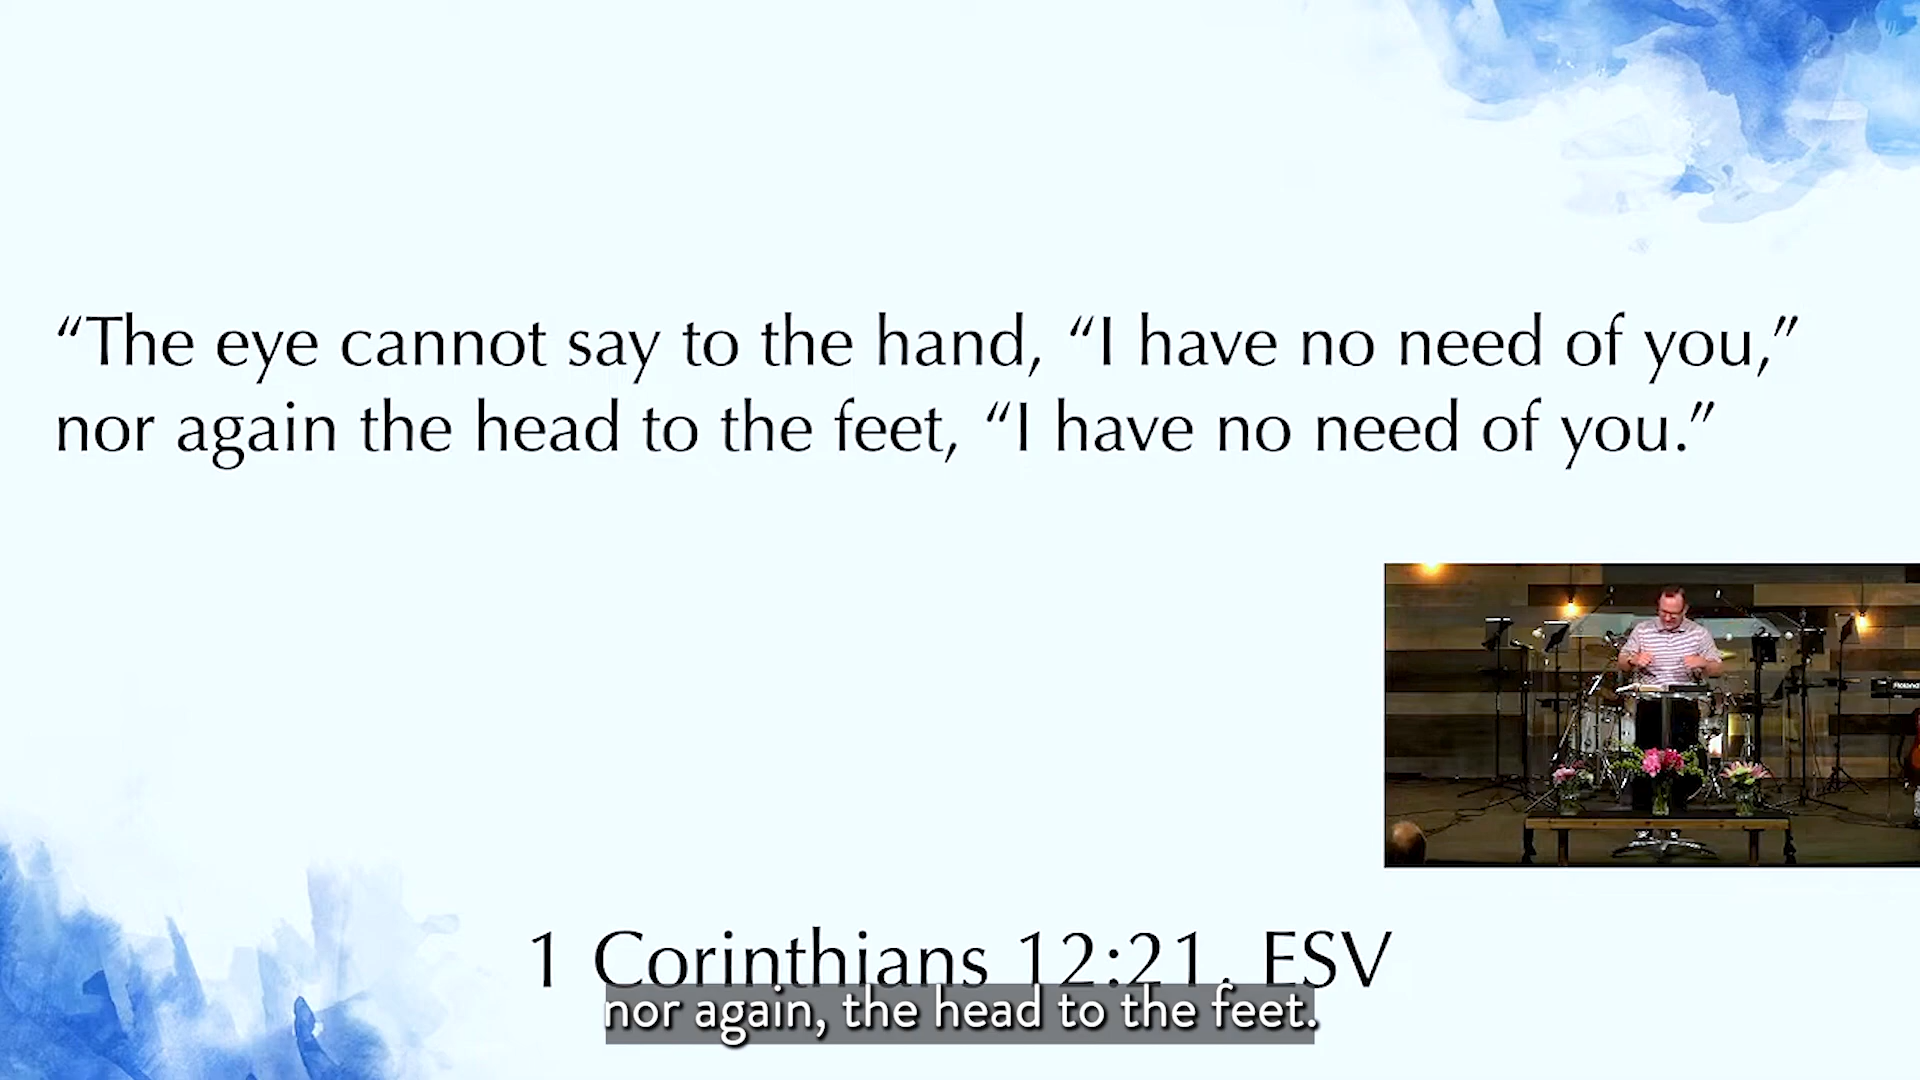 “The eye cannot say to the hand, “I have no need of you,”
nor again the head to the feet, “I have no need of you.”
Roland
1 Corinthians 12:21, ESV
nor again, the head to the feet.